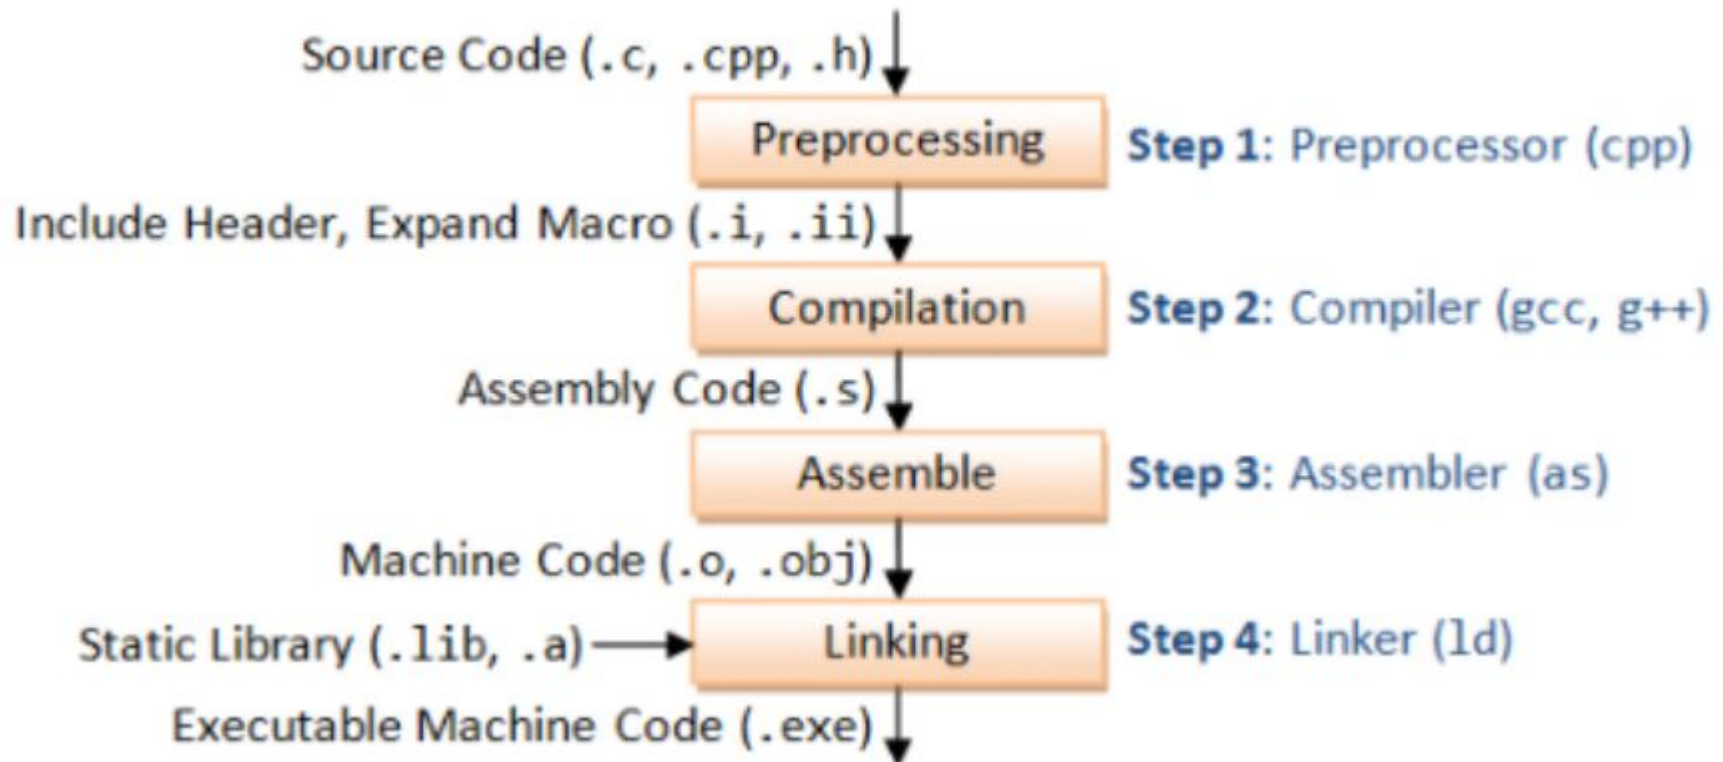 Source Code (.c, .cpp, .h)
Preprocessing
Step 1: Preprocessor (cpp)
Include Header, Expand Macro (.i, .ii)
Compilation
Step 2: Compiler (gcc, g++)
Assembly Code (.s)
Assemble
Step 3: Assembler (as)
Machine Code (.o, .obj)
Static Library (.lib, .a)
Linking
Step 4: Linker (ld)
Executable Machine Code (.exe)